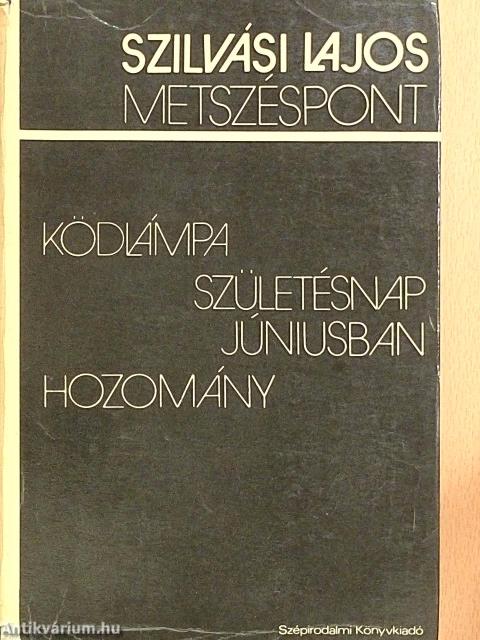 SZILVÁSI LAJOS
METSZÉSPONT
KÖDLÁMPA
SZÜLETÉSNAP
JÚNIUSBAN
HOZOMÁNY
Szépirodalmi Könyvkiadó
Antikvárium.hu